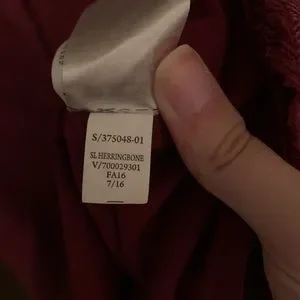 S/375048-01
SL HERRINGBONE
V/700029301
FA16
7/16